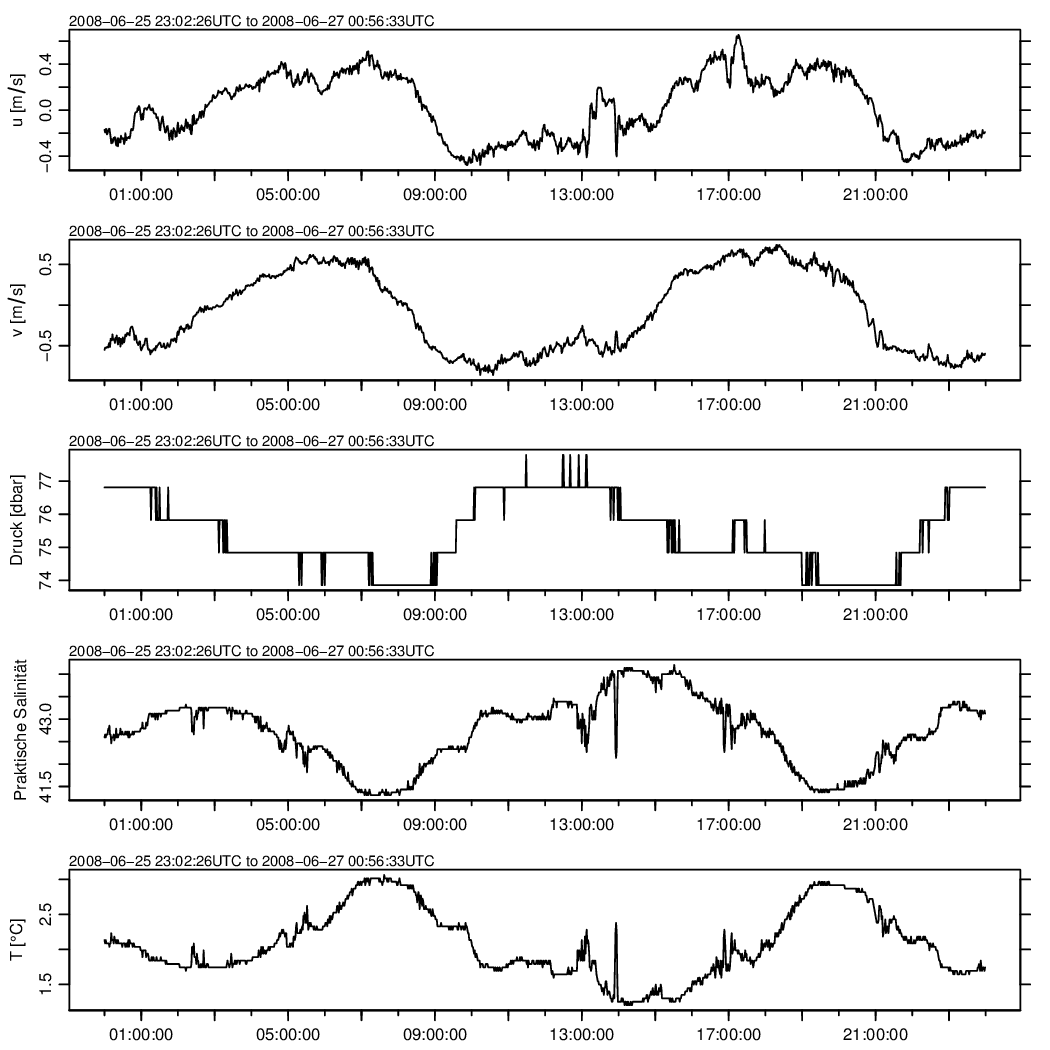 2008−06−25 23:02:26UTC to 2008−06−27 00:56:33UTC
u [m/s]
0.4
0.0
−0.4
01:00:00 05:00:00 09:00:00 13:00:00 17:00:00 21:00:00
2008−06−25 23:02:26UTC to 2008−06−27 00:56:33UTC
v [m/s]
0.5
−0.5
01:00:00 05:00:00 09:00:00 13:00:00 17:00:00 21:00:00
2008−06−25 23:02:26UTC to 2008−06−27 00:56:33UTC
Druck [dbar]
77
76
75
74
01:00:00 05:00:00 09:00:00 13:00:00 17:00:00 21:00:00
2008−06−25 23:02:26UTC to 2008−06−27 00:56:33UTC
Praktische Salinität
43.0
41.5
01:00:00 05:00:00 09:00:00 13:00:00 17:00:00 21:00:00
2008−06−25 23:02:26UTC to 2008−06−27 00:56:33UTC
T [°C]
2.5
1.5
01:00:00 05:00:00 09:00:00 13:00:00 17:00:00 21:00:00